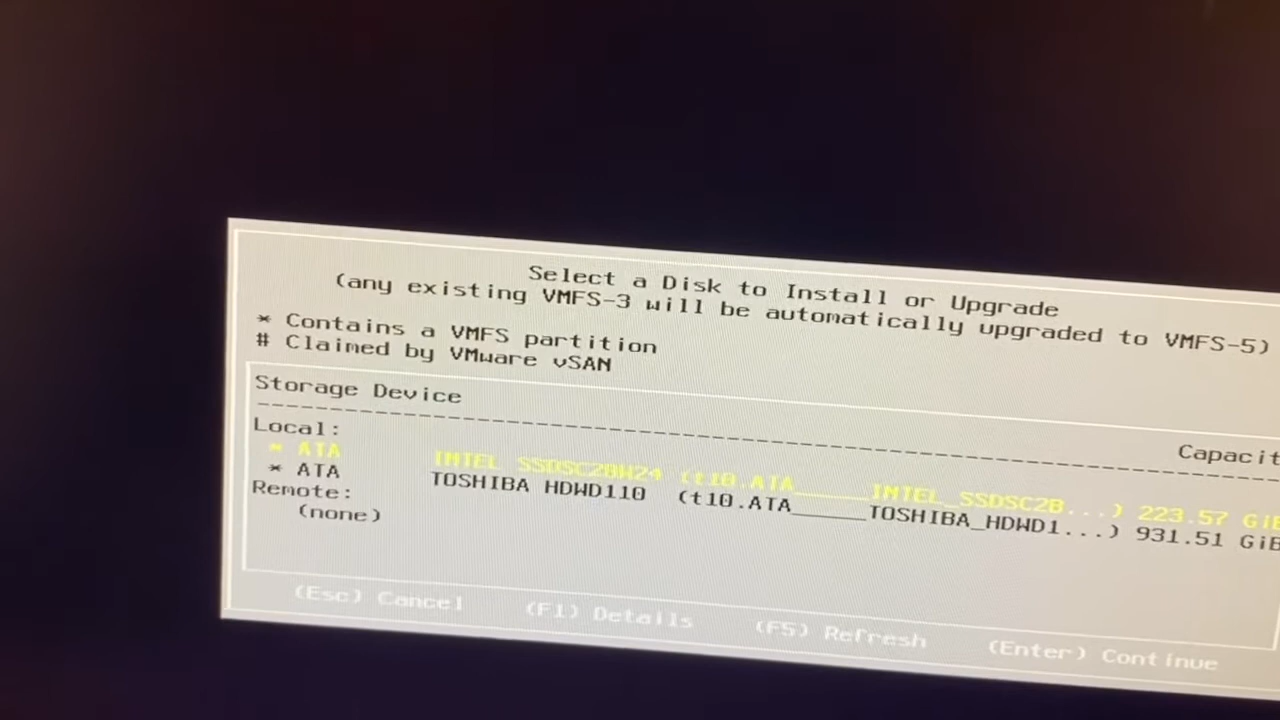 Select a Disk to Install or Upgrade
(any existing VMFS-3 will be automatically upgraded to VMFS-5)
* Contains a VMFS partition
# Claimed by VMware vSAN
Storage Device Capacit
Local:
* ATA INTEL SSDSC2BW24 (t10.ATA_____INTEL_SSDSC2B...) 223.57 GiB
* ATA TOSHIBA HDWD110 (t10.ATA_____TOSHIBA_HDWD1...) 931.51 GiB
Remote:
(none)
(Esc) Cancel (F1) Details (F5) Refresh (Enter) Continue